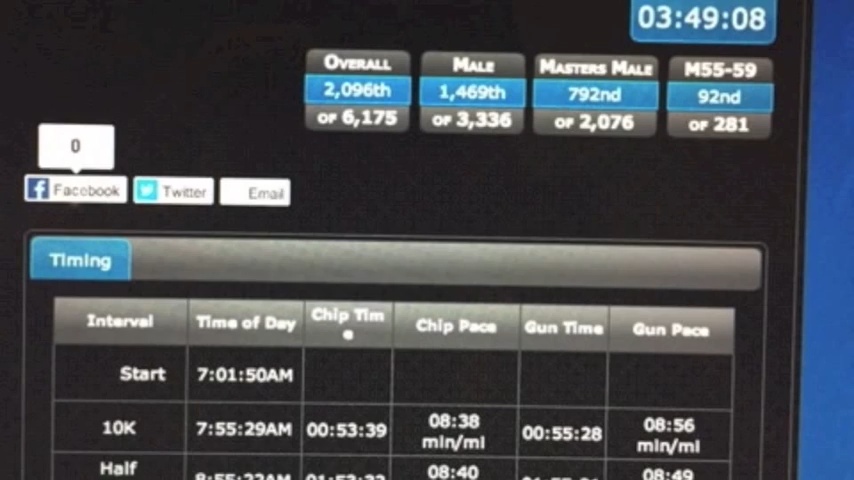 03:49:08
OVERALL MALE MASTERS MALE M55-59
2,096th 1,469th 792nd 92nd
OF 6,175 OF 3,336 OF 2,076 OF 281
0
Facebook Twitter Email
Timing
Interval Time of Day Chip Tim
e Chip Pace Gun Time Gun Pace
Start 7:01:50AM
10K 7:55:29AM 00:53:39 08:38
min/mi 00:55:28 08:56
min/mi
Half 08:40 08:49